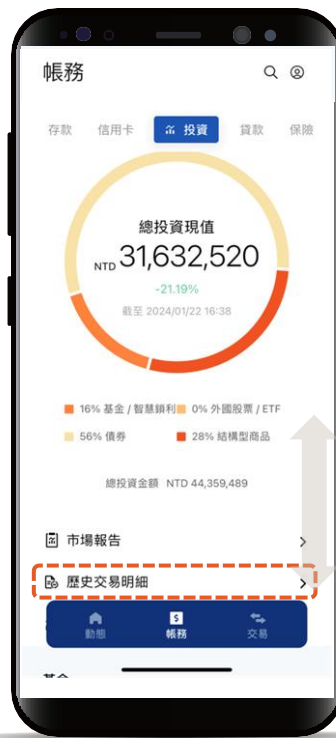 帳務
存款 信用卡 投資 貸款 保險
總投資現值
NTD 31,632,520
-21.19%
截至 2024/01/22 16:38
16% 基金 / 智慧鎖利 0% 外國股票 / ETF
56% 債券 28% 結構型商品
總投資金額 NTD 44,359,489
市場報告
歷史交易明細
動態 帳務 交易